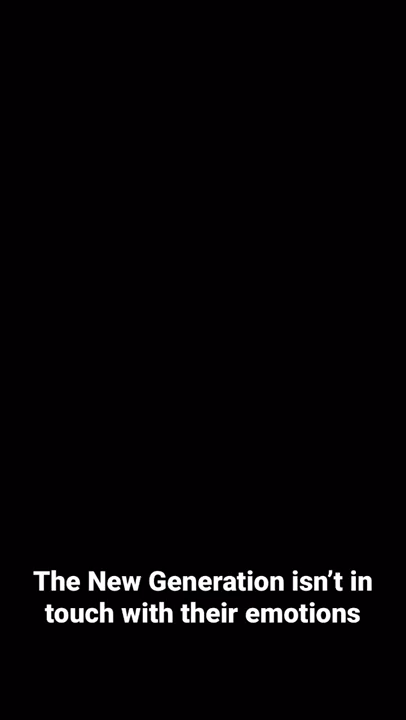 The New Generation isn’t in
touch with their emotions